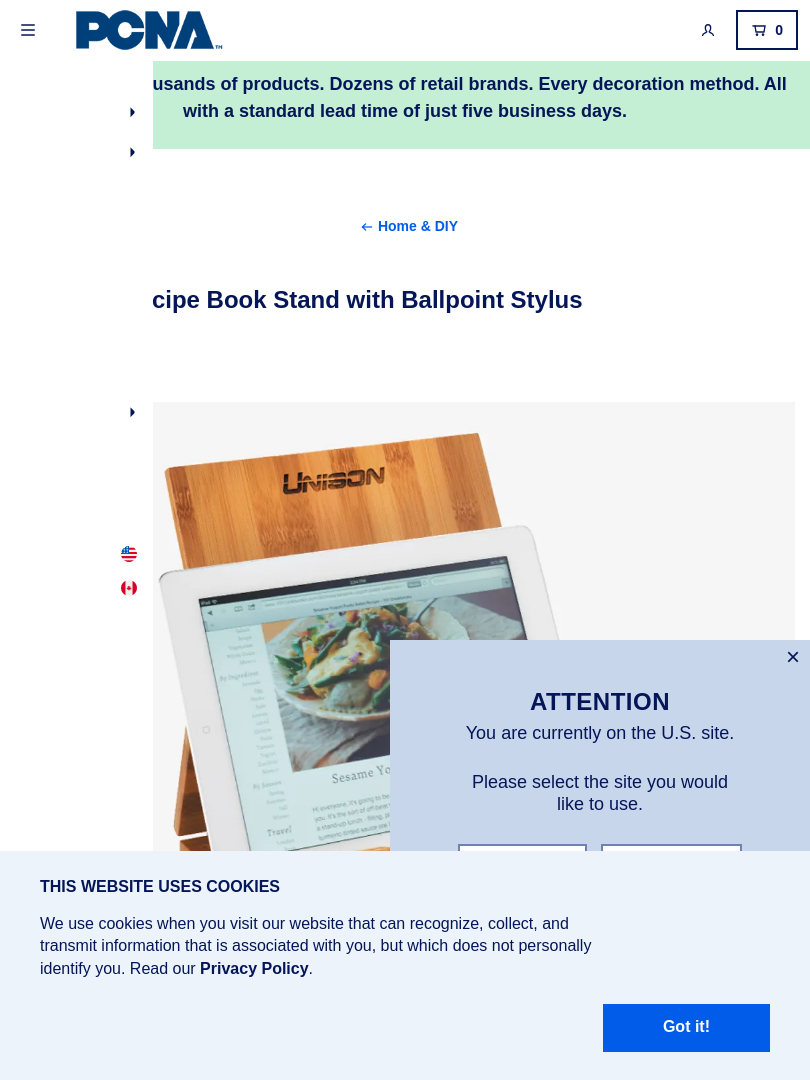 PCNA™
0
usands of products. Dozens of retail brands. Every decoration method. All
with a standard lead time of just five business days.
Home & DIY
cipe Book Stand with Ballpoint Stylus
UNISON
By Ingredient
Sesame Yo
Travel
ATTENTION
You are currently on the U.S. site.
Please select the site you would
like to use.
THIS WEBSITE USES COOKIES
We use cookies when you visit our website that can recognize, collect, and
transmit information that is associated with you, but which does not personally
identify you. Read our Privacy Policy.
Got it!